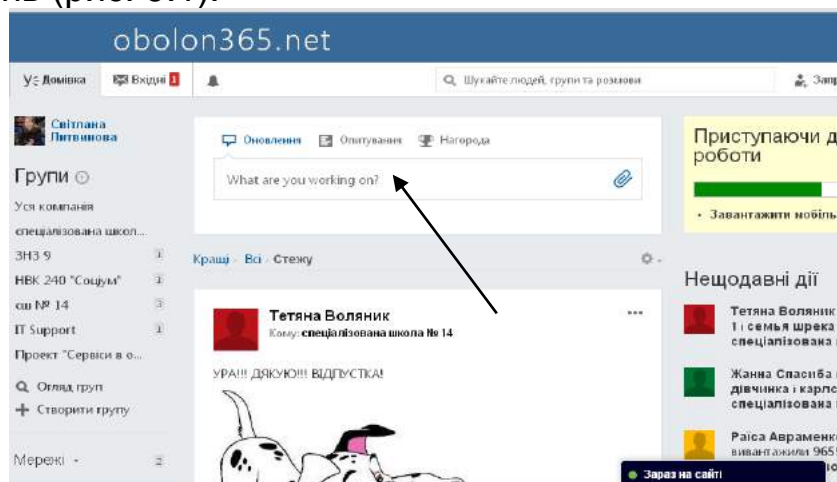 obolon365.net
Домівка
Вхідні 1
Шукайте людей, групи та розмови
Світлана
Литвинова
Оновлення
Опитування
Нагорода
What are you working on?
Групи
Уся компанія
спеціалізована школ...
ЗНЗ 9
НВК 240 "Соціум"
сш № 14
IT Support
Проект "Сервіси в о...
Огляд груп
Створити групу
Мережі
2
Кращі
Всі
Стежу
Тетяна Воляник
Кому: спеціалізована школа № 14
УРА!!! ДЯКУЮ!!! ВІДПУСТКА!
Приступаючи д
роботи
Завантажити мобіль
Нещодавні дії
Тетяна Воляник
1 і семья шрека
спеціалізована
Жанна Спасиба
дівчинка і карлс
спеціалізована
Раїса Авраменк
вивантажили 965
Зараз на сайті